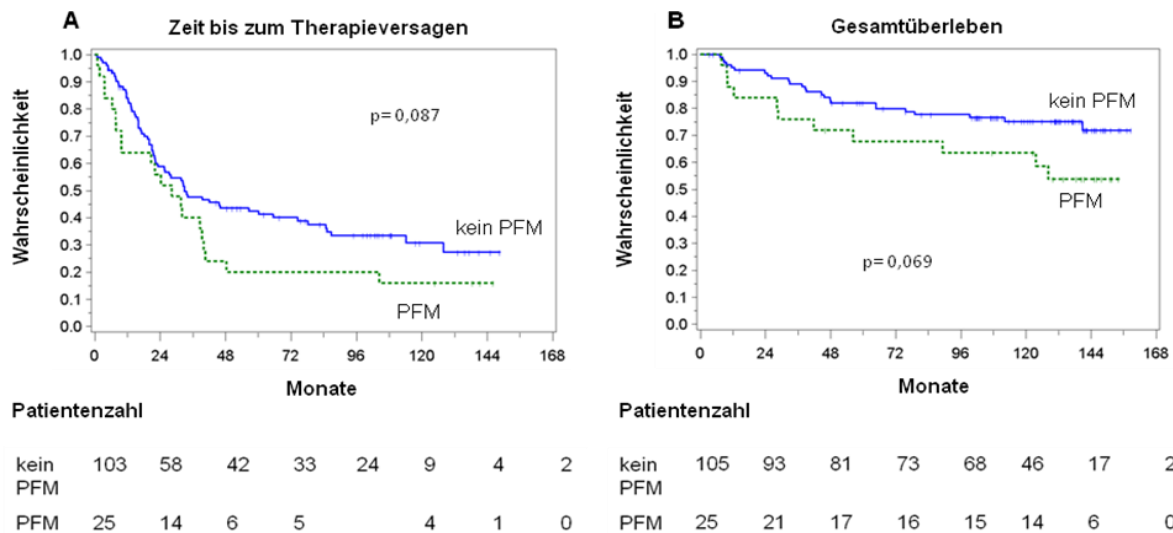 A
Zeit bis zum Therapieversagen
Wahrscheinlichkeit
1.0
0.9
0.8
0.7
0.6
0.5
0.4
0.3
0.2
0.1
0.0
p= 0,087
kein PFM
PFM
0 24 48 72 96 120 144 168
Monate
Patientenzahl
kein 103 58 42 33 24 9 4 2
PFM
PFM 25 14 6 5 4 1 0
B
Gesamtüberleben
Wahrscheinlichkeit
1.0
0.9
0.8
0.7
0.6
0.5
0.4
0.3
0.2
0.1
0.0
kein PFM
PFM
p= 0,069
0 24 48 72 96 120 144 168
Monate
Patientenzahl
kein 105 93 81 73 68 46 17 2
PFM
PFM 25 21 17 16 15 14 6 0